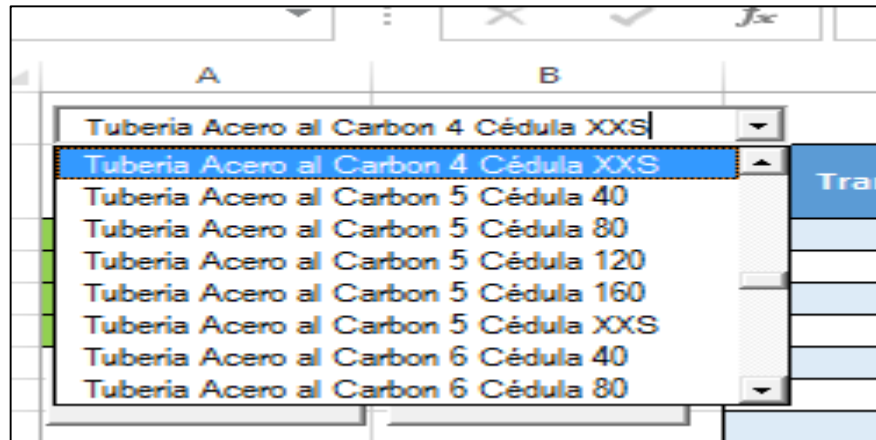 fx
A B
Tuberia Acero al Carbon 4 Cédula XXS
Tuberia Acero al Carbon 4 Cédula XXS
Tuberia Acero al Carbon 5 Cédula 40
Tuberia Acero al Carbon 5 Cédula 80
Tuberia Acero al Carbon 5 Cédula 120
Tuberia Acero al Carbon 5 Cédula 160
Tuberia Acero al Carbon 5 Cédula XXS
Tuberia Acero al Carbon 6 Cédula 40
Tuberia Acero al Carbon 6 Cédula 80